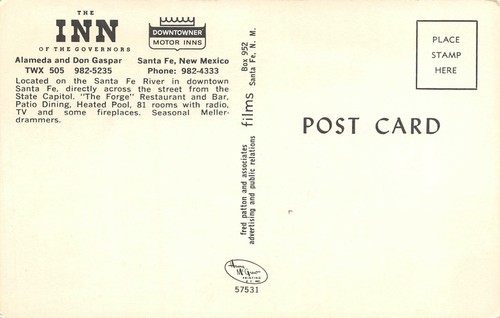 THE
INN
OF THE GOVERNORS
DOWNTOWNER
MOTOR INNS
Alameda and Don Gaspar Santa Fe, New Mexico
TWX 505 982-5235 Phone: 982-4333
Located on the Santa Fe River in downtown
Santa Fe, directly across the street from the
State Capitol. "The Forge" Restaurant and Bar,
Patio Dining, Heated Pool, 81 rooms with radio,
TV and some fireplaces. Seasonal Meller-
drammers.
fred patton and associates
advertising and public relations
films
Box 952
Santa Fe, N. M.
PLACE
STAMP
HERE
POST CARD
PRINTING
57531